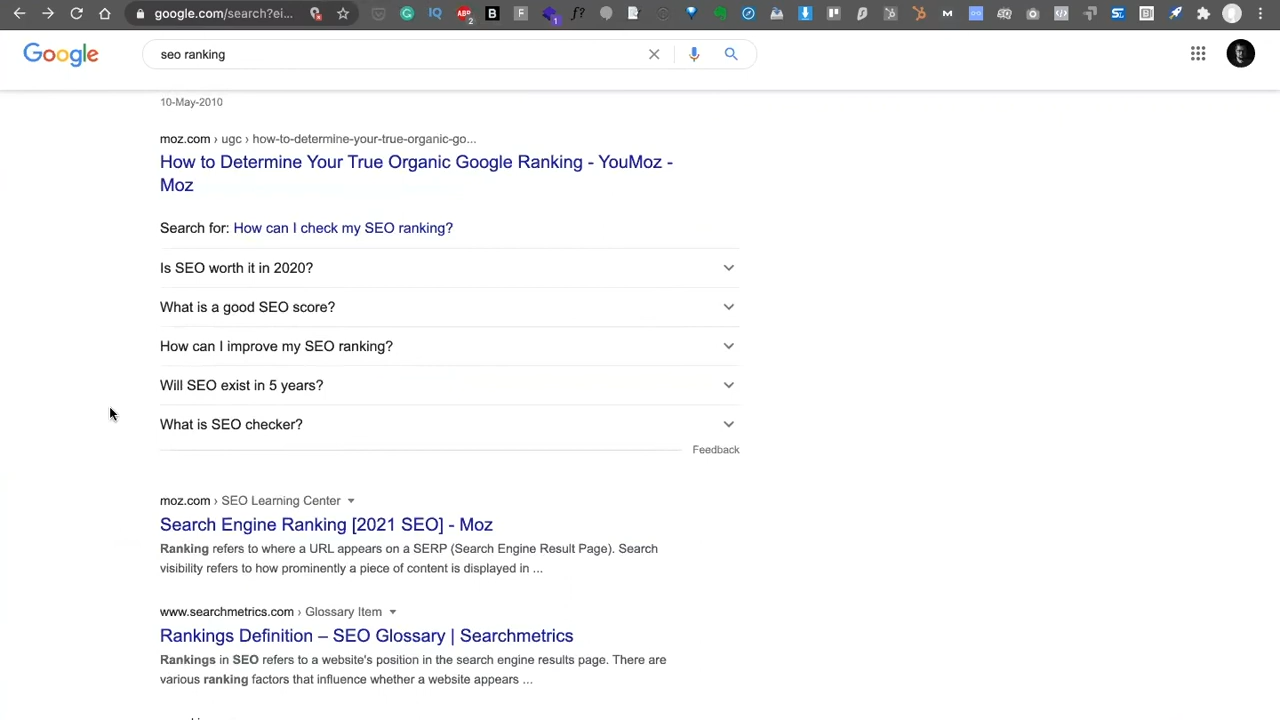 google.com/search?ei...
Google
seo ranking
10-May-2010
moz.com › ugc › how-to-determine-your-true-organic-go...
How to Determine Your True Organic Google Ranking - YouMoz -
Moz
Search for: How can I check my SEO ranking?
Is SEO worth it in 2020?
What is a good SEO score?
How can I improve my SEO ranking?
Will SEO exist in 5 years?
What is SEO checker?
Feedback
moz.com › SEO Learning Center
Search Engine Ranking [2021 SEO] - Moz
Ranking refers to where a URL appears on a SERP (Search Engine Result Page). Search
visibility refers to how prominently a piece of content is displayed in ...
www.searchmetrics.com › Glossary Item
Rankings Definition – SEO Glossary | Searchmetrics
Rankings in SEO refers to a website's position in the search engine results page. There are
various ranking factors that influence whether a website appears ...